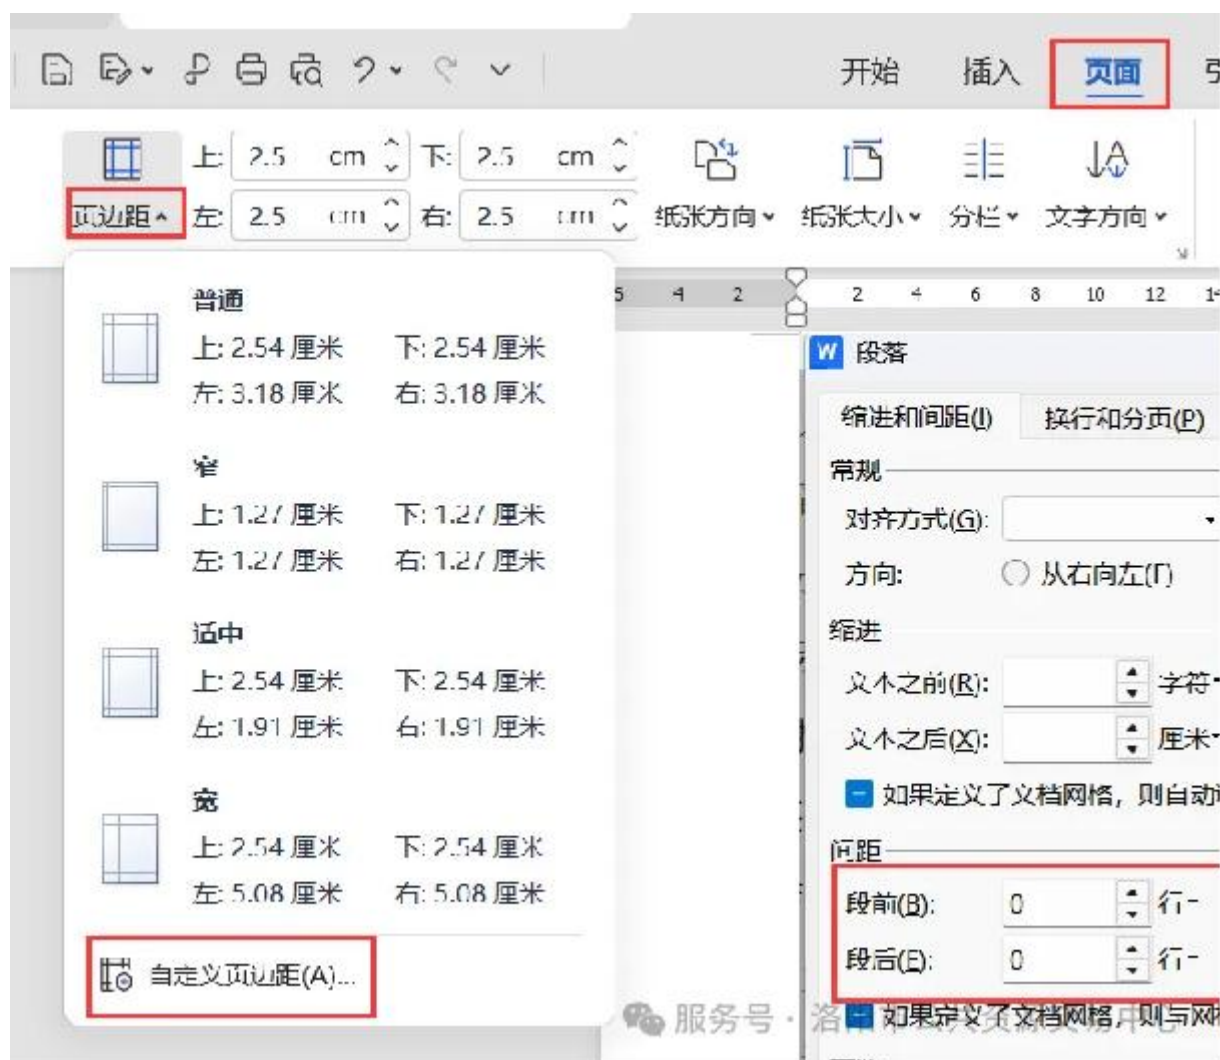 开始 插入 页面
上: 2.5 cm 下: 2.5 cm
页边距 左: 2.5 cm 右: 2.5 cm 纸张方向 纸张大小 分栏 文字方向
普通
上: 2.54 厘米 下: 2.54 厘米
左: 3.18 厘米 右: 3.18 厘米
窄
上: 1.27 厘米 下: 1.27 厘米
左: 1.27 厘米 右: 1.27 厘米
适中
上: 2.54 厘米 下: 2.54 厘米
左: 1.91 厘米 右: 1.91 厘米
宽
上: 2.54 厘米 下: 2.54 厘米
左: 5.08 厘米 右: 5.08 厘米
自定义页边距(A)...
4 2 2 4 6 8 10 12
W 段落
缩进和间距(I) 换行和分页(P)
常规
对齐方式(G):
方向: 从右向左(F)
缩进
文本之前(R): 字符
文本之后(X): 厘米
如果定义了文档网格，则自动
间距
段前(B): 0 行
段后(E): 0 行
如果定义了文档网格，则与网
服务号 · 洛